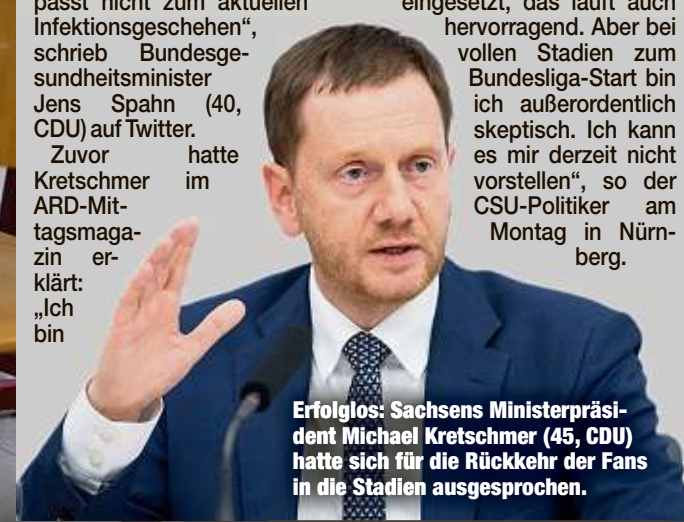 passt nicht zum aktuellen
Infektionsgeschehen“,
schrieb Bundesge-
sundheitsminister
Jens Spahn (40,
CDU) auf Twitter.
Zuvor hatte
Kretschmer im
ARD-Mit-
tagsmaga-
zin er-
klärt:
„Ich
bin
eingesetzt, das läuft auch
hervorragend. Aber bei
vollen Stadien zum
Bundesliga-Start bin
ich außerordentlich
skeptisch. Ich kann
es mir derzeit nicht
vorstellen“, so der
CSU-Politiker am
Montag in Nürn-
berg.
Erfolglos: Sachsens Ministerpräsi-
dent Michael Kretschmer (45, CDU)
hatte sich für die Rückkehr der Fans
in die Stadien ausgesprochen.